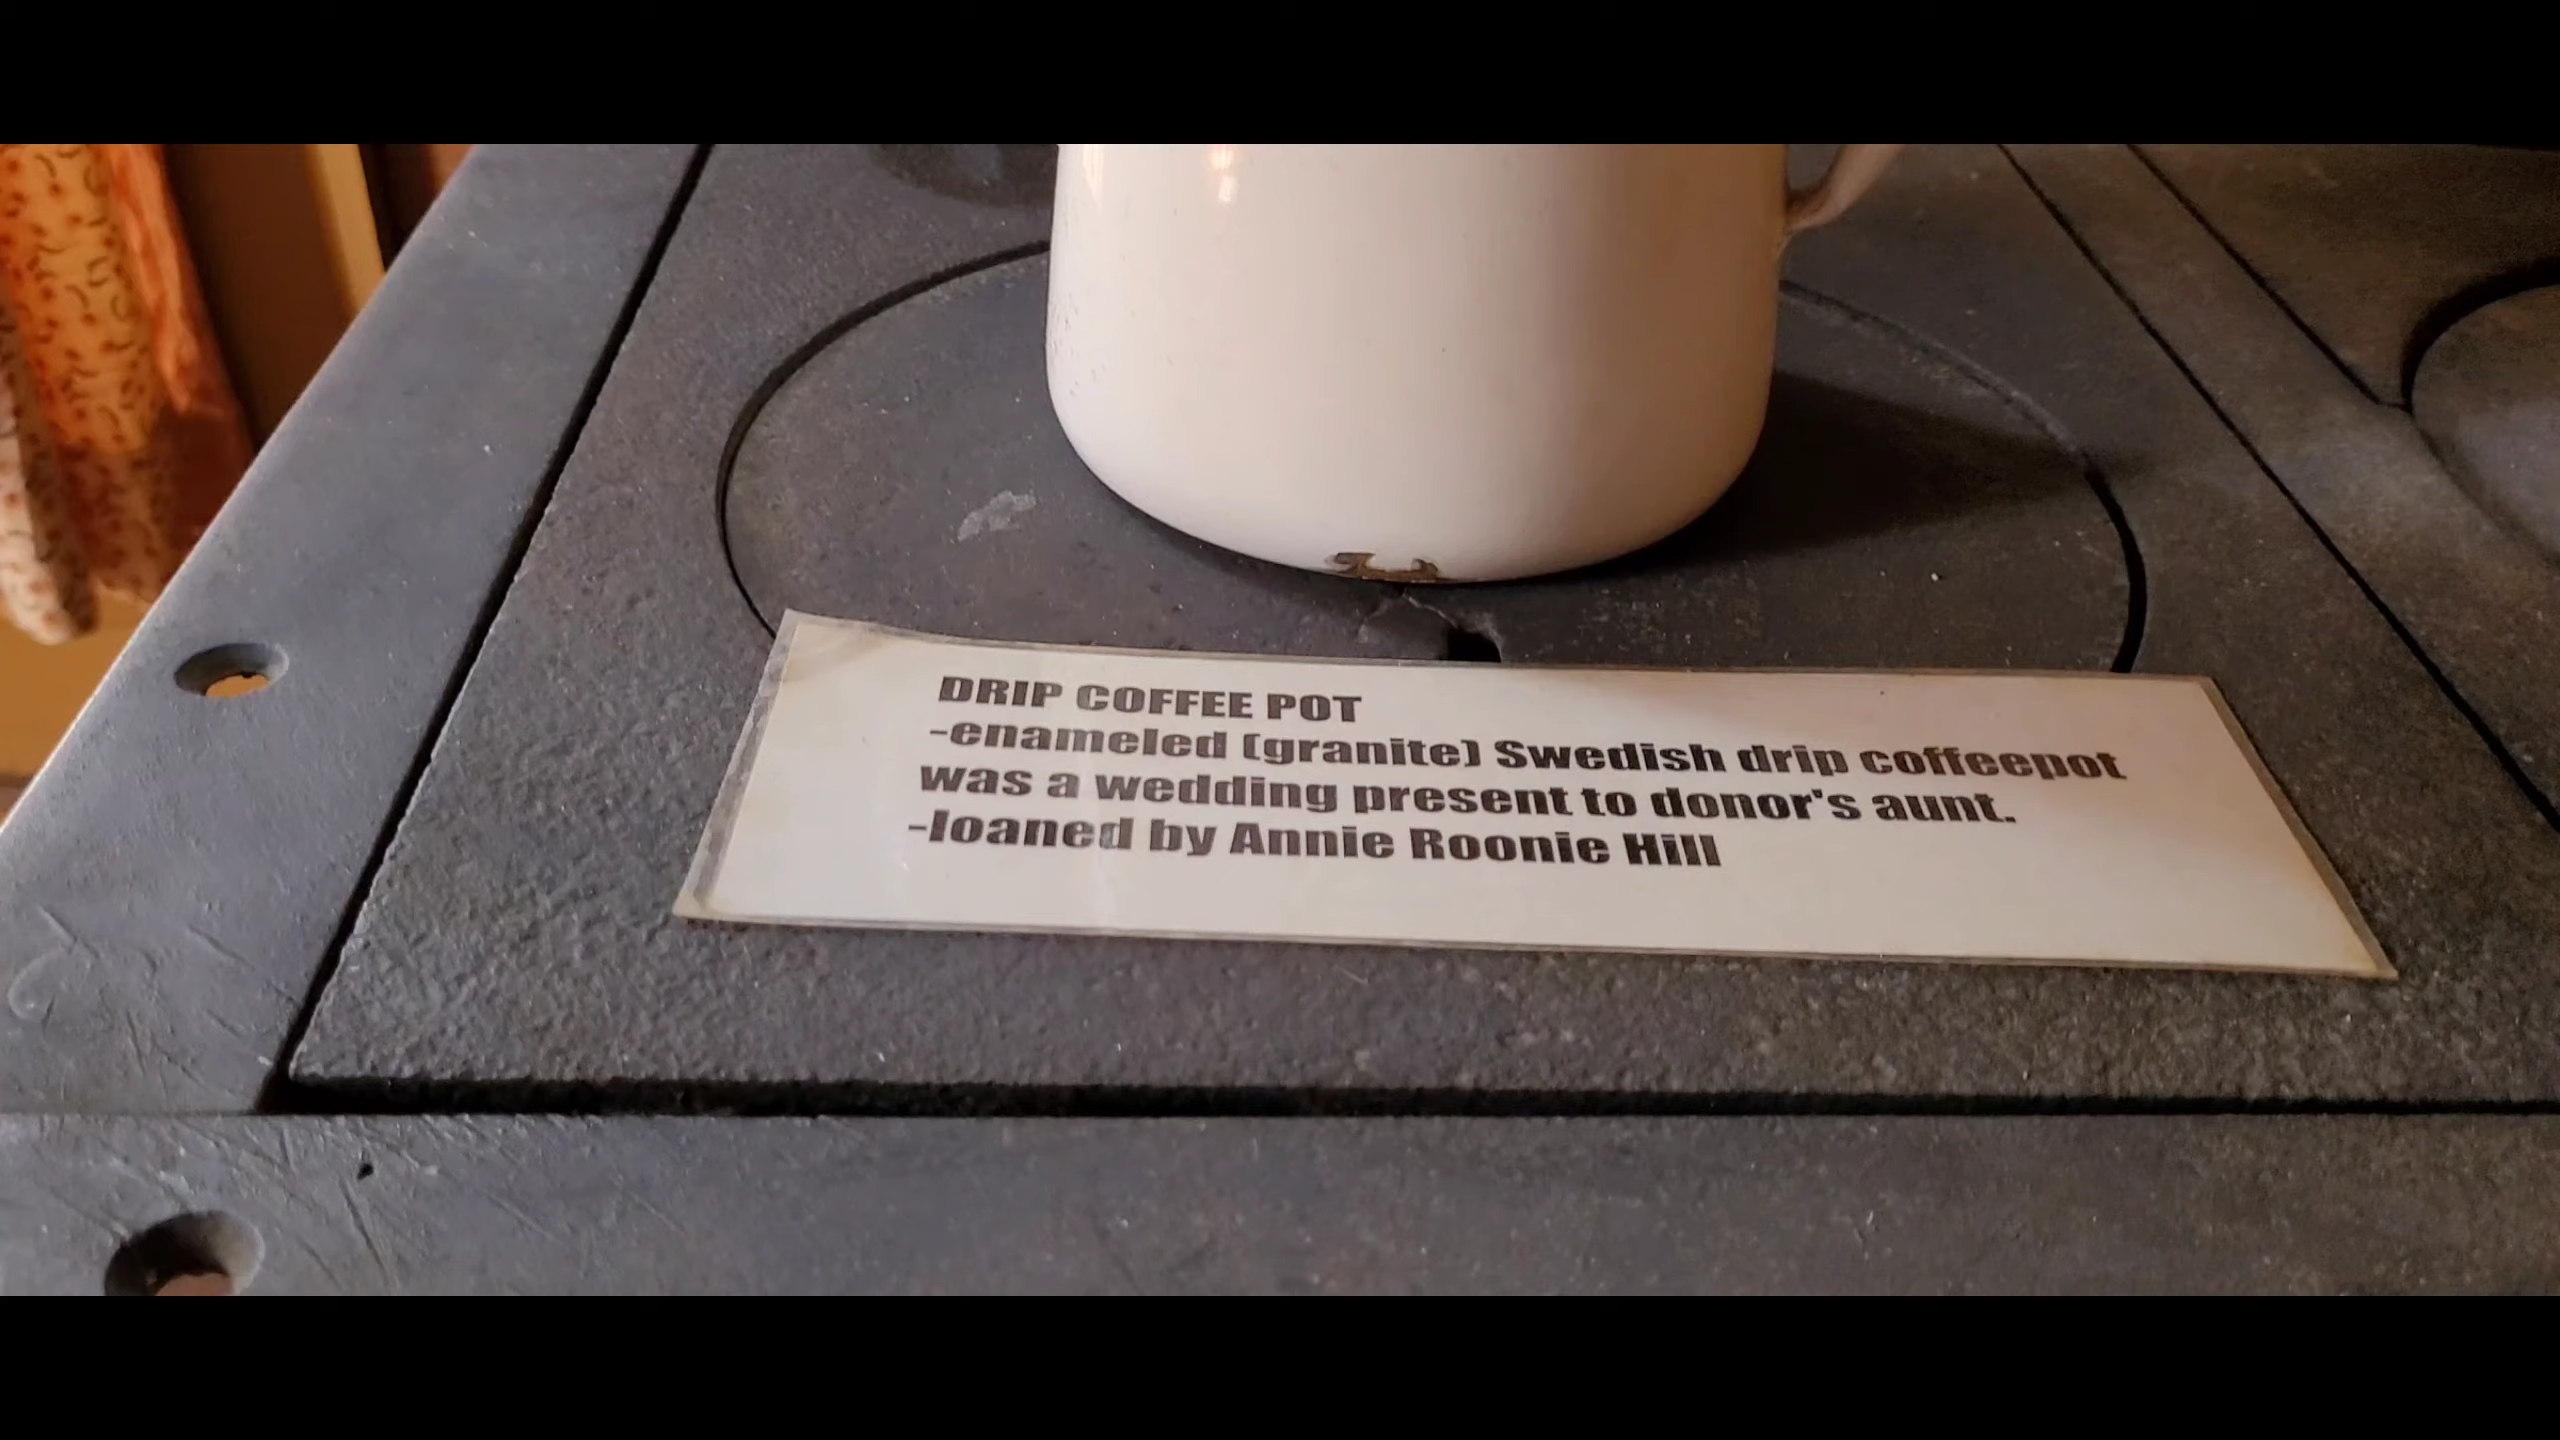 DRIP COFFEE POT
-enameled (granite) Swedish drip coffeepot
was a wedding present to donor's aunt.
-loaned by Annie Roonie Hill